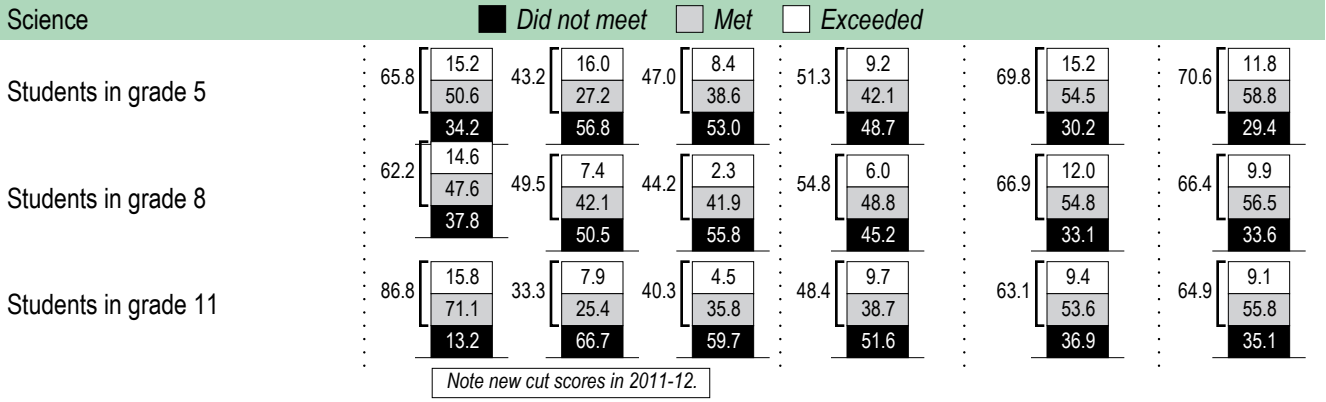 Science Did not meet Met Exceeded
15.2 16.0 8.4 9.2 15.2 11.8
65.8 43.2 47.0 51.3 69.8 70.6
Students in grade 5 50.6 27.2 38.6 42.1 54.5 58.8
34.2 56.8 53.0 48.7 30.2 29.4
14.6 7.4 2.3 6.0 12.0 9.9
62.2 49.5 44.2 54.8 66.9 66.4
Students in grade 8 47.6 42.1 41.9 48.8 54.8 56.5
37.8 50.5 55.8 45.2 33.1 33.6
15.8 7.9 4.5 9.7 9.4 9.1
86.8 33.3 40.3 48.4 63.1 64.9
Students in grade 11 71.1 25.4 35.8 38.7 53.6 55.8
13.2 66.7 59.7 51.6 36.9 35.1
Note new cut scores in 2011-12.